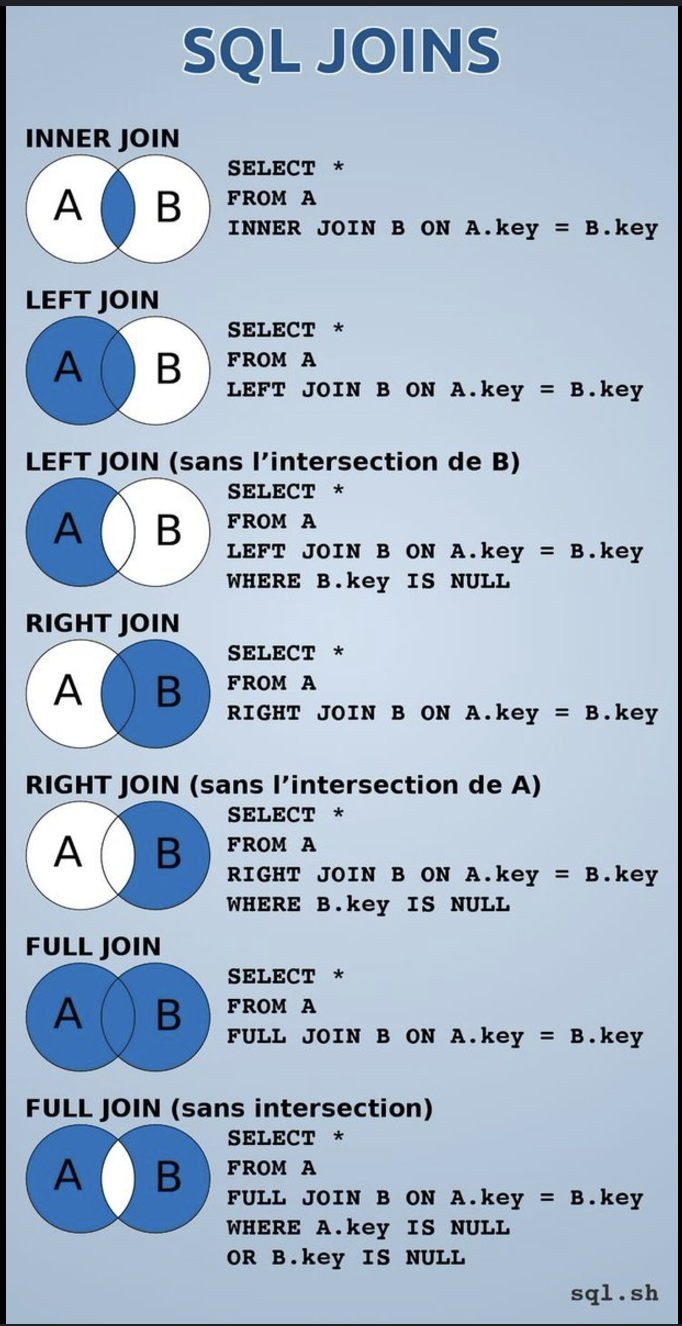 SQL JOINS
INNER JOIN
A B
SELECT *
FROM A
INNER JOIN B ON A.key = B.key
LEFT JOIN
A B
SELECT *
FROM A
LEFT JOIN B ON A.key = B.key
LEFT JOIN (sans l’intersection de B)
A B
SELECT *
FROM A
LEFT JOIN B ON A.key = B.key
WHERE B.key IS NULL
RIGHT JOIN
A B
SELECT *
FROM A
RIGHT JOIN B ON A.key = B.key
RIGHT JOIN (sans l’intersection de A)
A B
SELECT *
FROM A
RIGHT JOIN B ON A.key = B.key
WHERE B.key IS NULL
FULL JOIN
A B
SELECT *
FROM A
FULL JOIN B ON A.key = B.key
FULL JOIN (sans intersection)
A B
SELECT *
FROM A
FULL JOIN B ON A.key = B.key
WHERE A.key IS NULL
OR B.key IS NULL
sql.sh